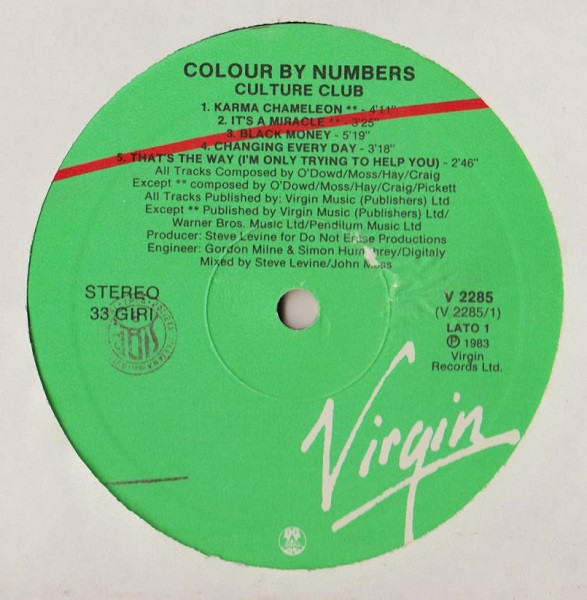 COLOUR BY NUMBERS
CULTURE CLUB
1. KARMA CHAMELEON ** - 4'11"
2. IT'S A MIRACLE ** - 3'25"
3. BLACK MONEY - 5'19"
4. CHANGING EVERY DAY - 3'18"
5. THAT'S THE WAY (I'M ONLY TRYING TO HELP YOU) - 2'46"
All Tracks Composed by O'Dowd/Moss/Hay/Craig
Except ** composed by O'Dowd/Moss/Hay/Craig/Pickett
All Tracks Published by: Virgin Music (Publishers) Ltd/
Except ** Published by Virgin Music (Publishers) Ltd/
Warner Bros. Music Ltd/Pendilum Music Ltd
Producer: Steve Levine for Do Not Erase Productions
Engineer: Gordon Milne & Simon Humphrey/Digitaly
Mixed by Steve Levine/John Moss
STEREO
33 GIRI
V 2285
(V 2285/1)
LATO 1
℗ 1983
Virgin
Records Ltd.
Virgin